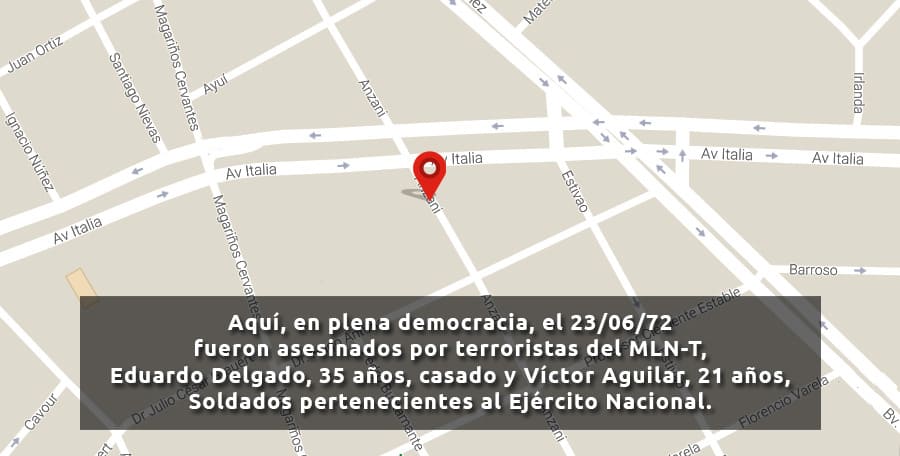 Juan Ortiz
Santiago Nievas
Magariños Cervantes
Ayuí
Anzani
Irlanda
Ignacio Núñez
Av Italia
Av Italia
Av Italia
Av Italia
Av Italia
Anzani
Magariños Cervantes
Estivao
Barroso
Anzani
Clemente Estable
Aquí, en plena democracia, el 23/06/72
fueron asesinados por terroristas del MLN-T,
Eduardo Delgado, 35 años, casado y Víctor Aguilar, 21 años,
Soldados pertenecientes al Ejército Nacional.
Cavour
Dr Julio César
Florencio Varela
Anzani
Varela
Bv.